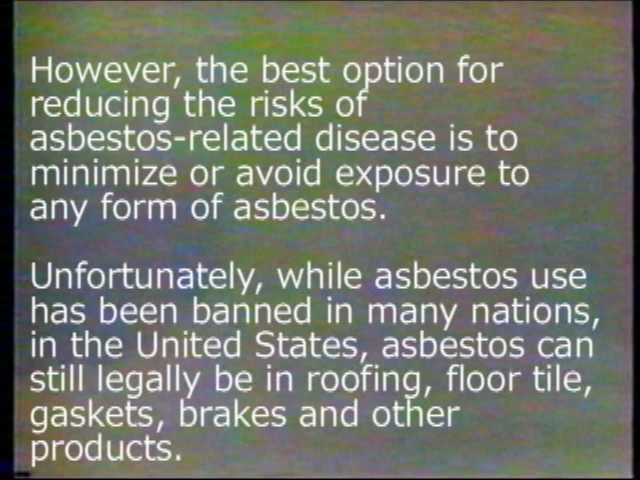 However, the best option for
reducing the risks of
asbestos-related disease is to
minimize or avoid exposure to
any form of asbestos.
Unfortunately, while asbestos use
has been banned in many nations,
in the United States, asbestos can
still legally be in roofing, floor tile,
gaskets, brakes and other
products.